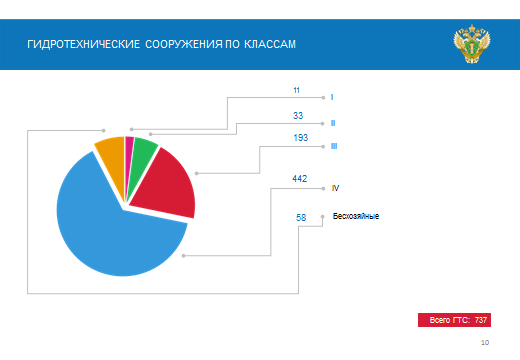 ГИДРОТЕХНИЧЕСКИЕ СООРУЖЕНИЯ ПО КЛАССАМ
11 I
33 II
193 III
442 IV
58 Бесхозяйные
Всего ГТС: 737
10